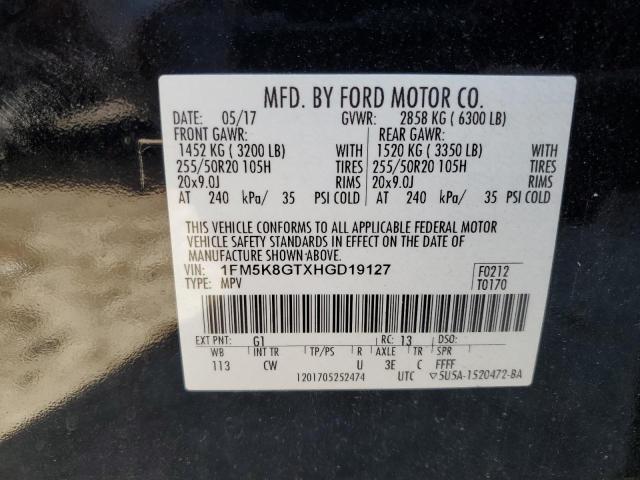 MFD. BY FORD MOTOR CO.
DATE: 05/17 GVWR: 2858 KG ( 6300 LB)
FRONT GAWR: REAR GAWR:
1452 KG ( 3200 LB) WITH 1520 KG ( 3350 LB) WITH
255/50R20 105H TIRES 255/50R20 105H TIRES
20x9.0J RIMS 20x9.0J RIMS
AT 240 kPa/ 35 PSI COLD AT 240 kPa/ 35 PSI COLD
THIS VEHICLE CONFORMS TO ALL APPLICABLE FEDERAL MOTOR
VEHICLE SAFETY STANDARDS IN EFFECT ON THE DATE OF
MANUFACTURE SHOWN ABOVE.
VIN: 1FM5K8GTXHGD19127 F0212
TYPE: MPV T0170
EXT PNT: G1 RC: 13 DSO:
WB INT TR TP/PS R AXLE TR SPR
113 CW U 3E C FFFF
1201705252474 UTC ▽5U5A-1520472-BA